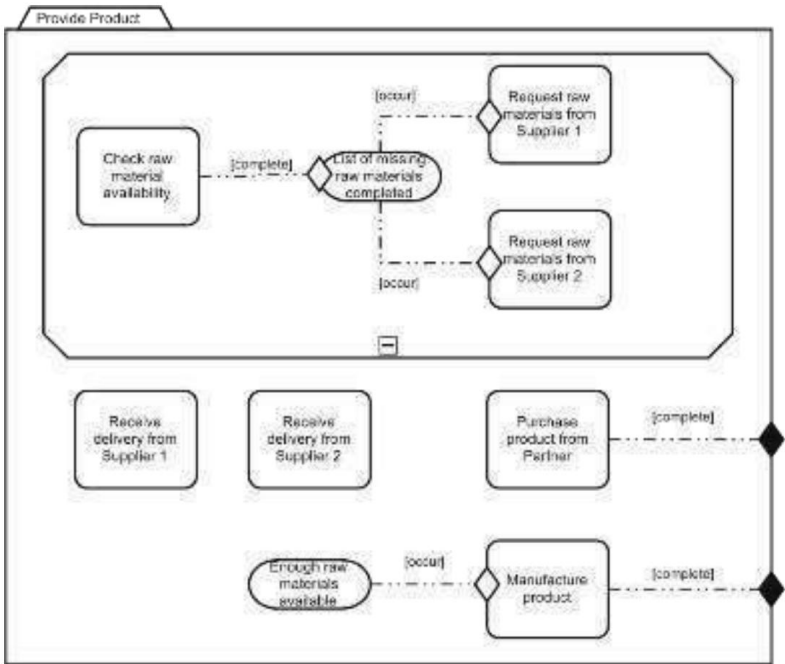 Provide Product
[occur]
Request raw
materials from
Supplier 1
Check raw
material
availability
[complete]
List of missing
raw materials
completed
Request raw
materials from
Supplier 2
[occur]
Receive
delivery from
Supplier 1
Receive
delivery from
Supplier 2
Purchase
product from
Partner
[complete]
Enough raw
materials
available
[occur]
Manufacture
product
[complete]